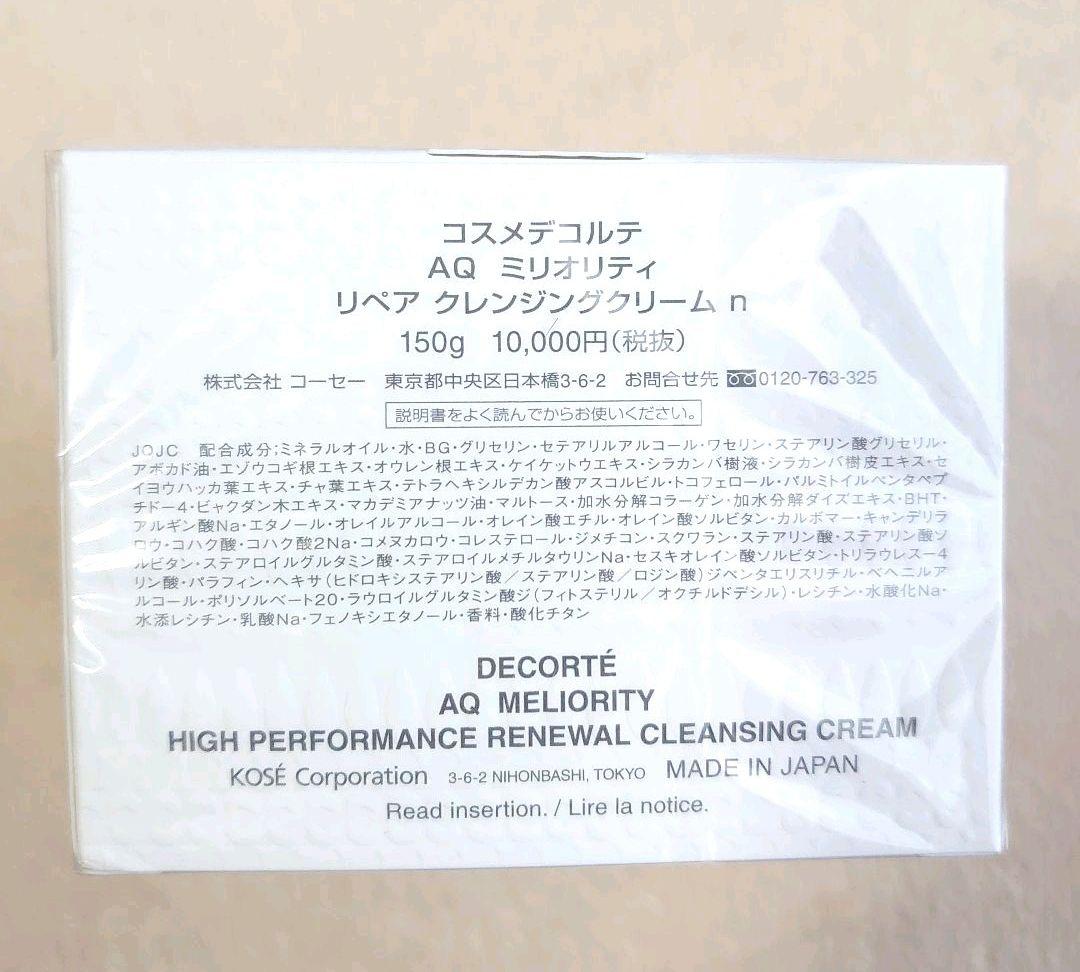 コスメデコルテ
AQ ミリオリティ
リペア クレンジングクリーム n
150g 10,000円(税抜)
株式会社 コーセー 東京都中央区日本橋3-6-2 お問合せ先 0120-763-325
説明書をよく読んでからお使いください。
JOJC 配合成分;ミネラルオイル・水・BG・グリセリン・セテアリルアルコール・ワセリン・ステアリン酸グリセリル・
アボカド油・エゾウコギ根エキス・オウレン根エキス・ケイケットウエキス・シラカンバ樹液・シラカンバ樹皮エキス・セ
イヨウハッカ葉エキス・チャ葉エキス・テトラヘキシルデカン酸アスコルビル・トコフェロール・パルミトイルペンタペプ
チドー4・ビャクダン木エキス・マカデミアナッツ油・マルトース・加水分解コラーゲン・加水分解ダイズエキス・BHT・
アルギン酸Na・エタノール・オレイルアルコール・オレイン酸エチル・オレイン酸ソルビタン・カルボマー・キャンデリラ
ロウ・コハク酸・コハク酸2Na・コメヌカロウ・コレステロール・ジメチコン・スクワラン・ステアリン酸・ステアリン酸ソ
ルビタン・ステアロイルグルタミン酸・ステアロイルメチルタウリンNa・セスキオレイン酸ソルビタン・トリラウレスー4
リン酸・パラフィン・ヘキサ(ヒドロキシステアリン酸/ステアリン酸/ロジン酸)ジペンタエリスリチル・ベヘニルア
ルコール・ポリソルベート20・ラウロイルグルタミン酸ジ(フィトステリル/オクチルドデシル)・レシチン・水酸化Na・
水添レシチン・乳酸Na・フェノキシエタノール・香料・酸化チタン
DECORTÉ
AQ MELIORITY
HIGH PERFORMANCE RENEWAL CLEANSING CREAM
KOSÉ Corporation 3-6-2 NIHONBASHI, TOKYO MADE IN JAPAN
Read insertion. / Lire la notice.